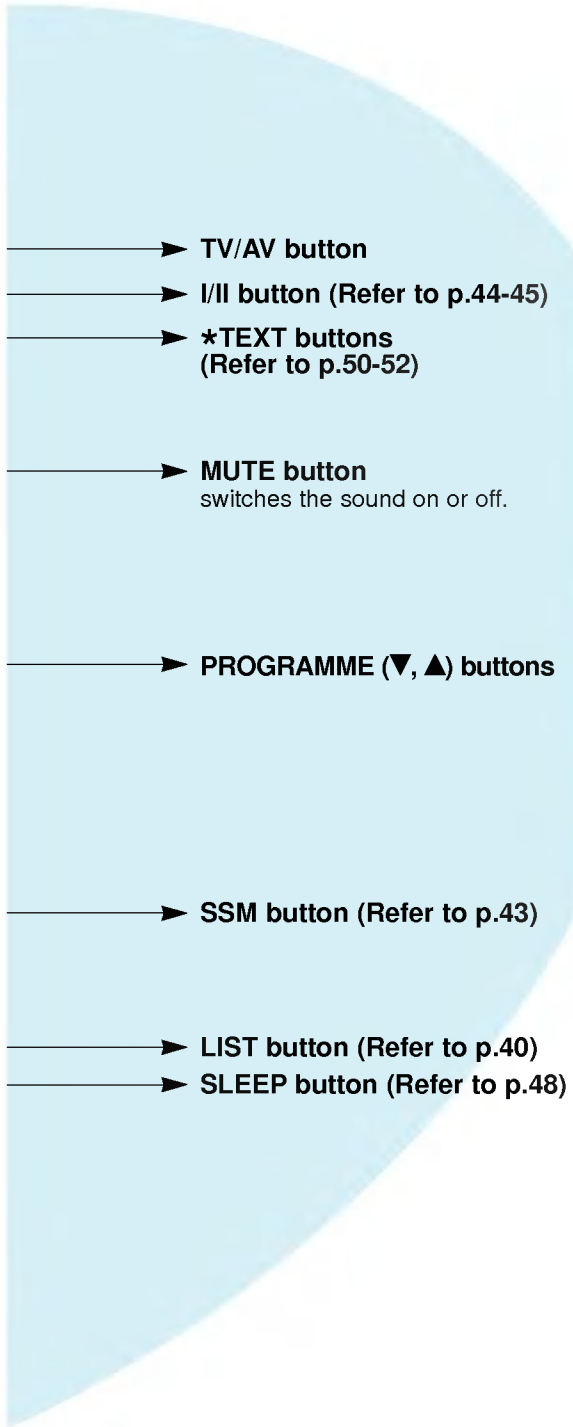 TV/AV button
I/II button (Refer to p.44-45)
*TEXT buttons
(Refer to p.50-52)
MUTE button
switches the sound on or off.
PROGRAMME (▼, ▲) buttons
SSM button (Refer to p.43)
LIST button (Refer to p.40)
SLEEP button (Refer to p.48)